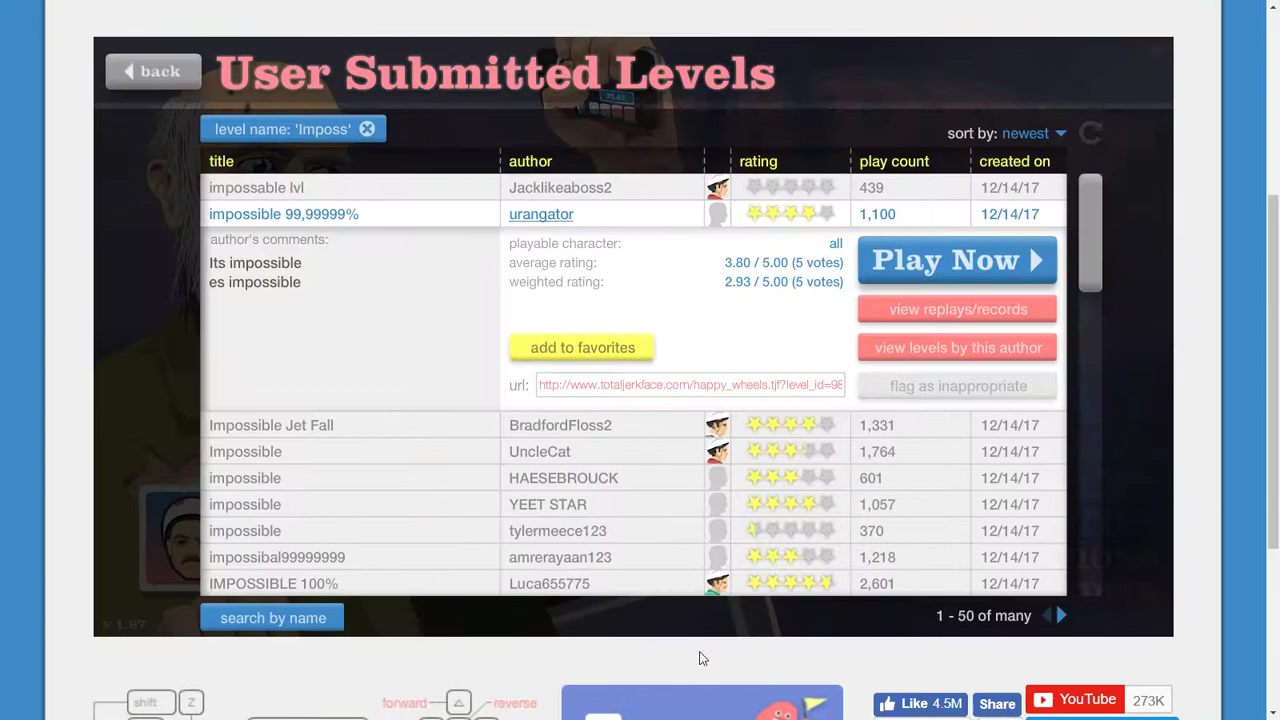 back
User Submitted Levels
level name: 'Imposs'
sort by: newest
title author rating play count created on
impossable lvl Jacklikeaboss2 439 12/14/17
impossible 99,99999% urangator 1,100 12/14/17
author's comments:
Its impossible
es impossible
playable character: all
average rating: 3.80 / 5.00 (5 votes)
weighted rating: 2.93 / 5.00 (5 votes)
add to favorites
url: http://www.totaljerkface.com/happy_wheels.tjf?level_id=98
Play Now
view replays/records
view levels by this author
flag as inappropriate
Impossible Jet Fall BradfordFloss2 1,331 12/14/17
Impossible UncleCat 1,764 12/14/17
impossible HAESEBROUCK 601 12/14/17
impossible YEET STAR 1,057 12/14/17
impossible tylermeece123 370 12/14/17
impossibal99999999 amrerayaan123 1,218 12/14/17
IMPOSSIBLE 100% Luca655775 2,601 12/14/17
search by name
1 - 50 of many
v 1.87
shift Z
forward reverse
Like 4.5M Share YouTube 273K